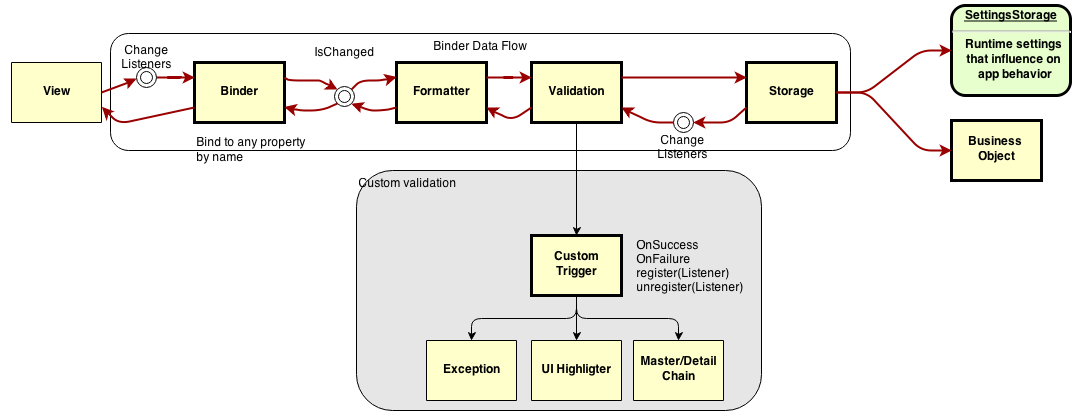 SettingsStorage
Runtime settings
that influence on
app behavior
Change
Listeners
IsChanged
Binder Data Flow
View
Binder
Formatter
Validation
Storage
Bind to any property
by name
Change
Listeners
Business
Object
Custom validation
Custom
Trigger
OnSuccess
OnFailure
register(Listener)
unregister(Listener)
Exception
UI Highligter
Master/Detail
Chain